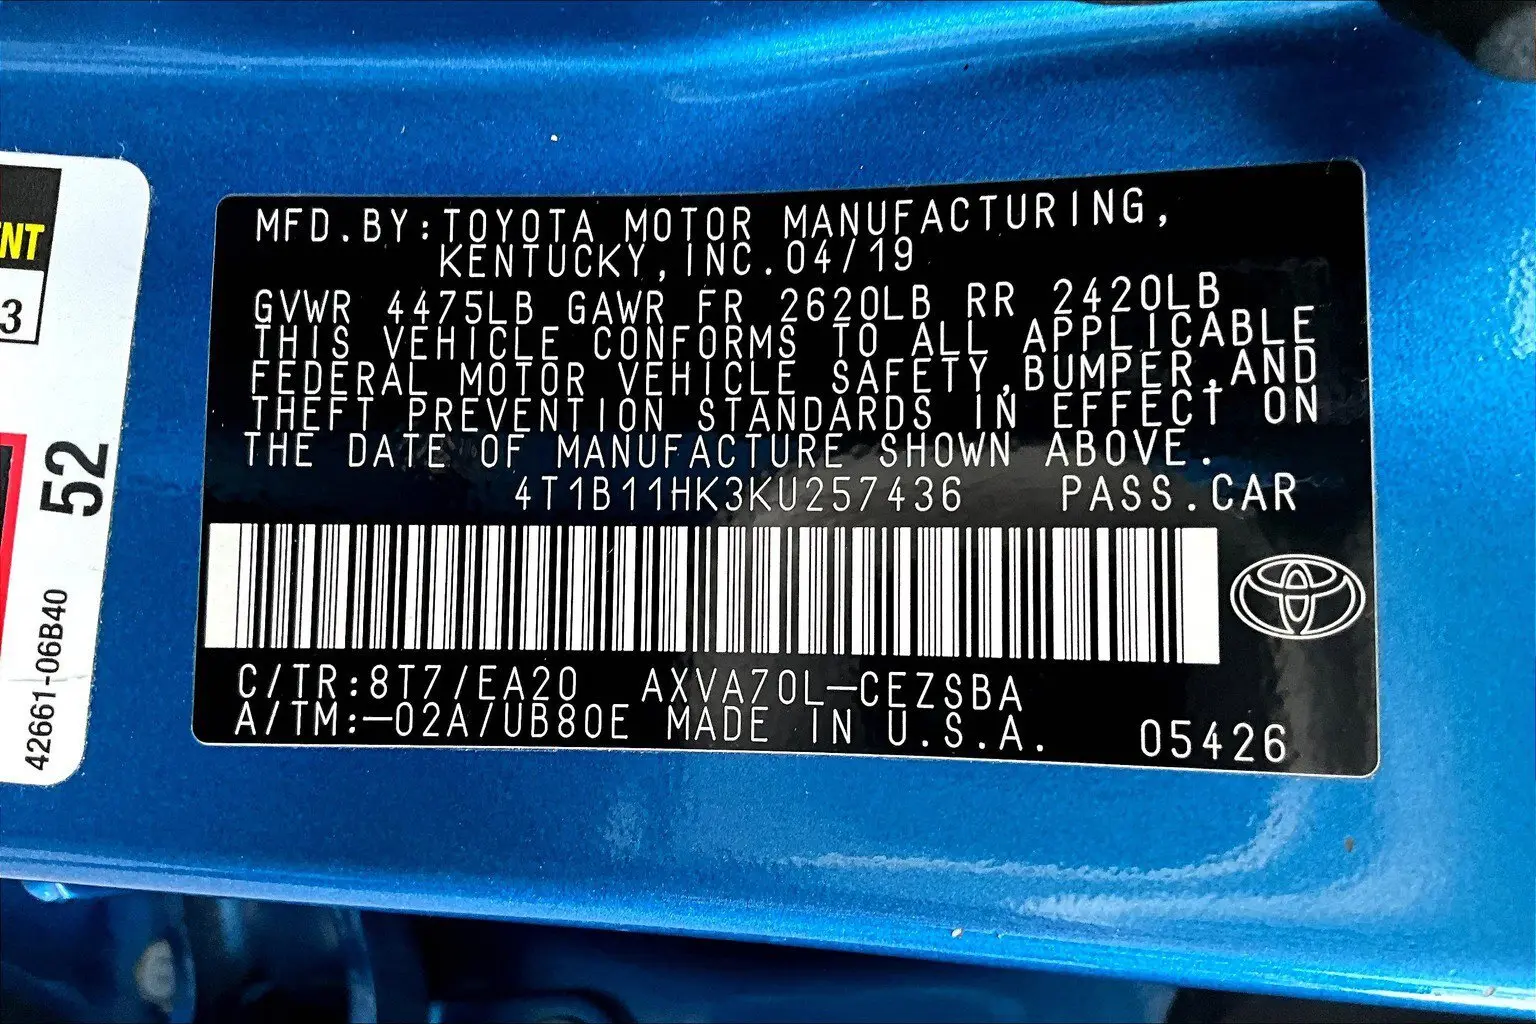 NT
3
52
42661-06B40
MFD.BY:TOYOTA MOTOR MANUFACTURING,
KENTUCKY,INC.04/19
GVWR 4475LB GAWR FR 2620LB RR 2420LB
THIS VEHICLE CONFORMS TO ALL APPLICABLE
FEDERAL MOTOR VEHICLE SAFETY,BUMPER,AND
THEFT PREVENTION STANDARDS IN EFFECT ON
THE DATE OF MANUFACTURE SHOWN ABOVE.
4T1B11HK3KU257436 PASS.CAR
C/TR:8T7/EA20 AXVA70L-CEZSBA
A/TM:-02A/UB80E MADE IN U.S.A. 05426